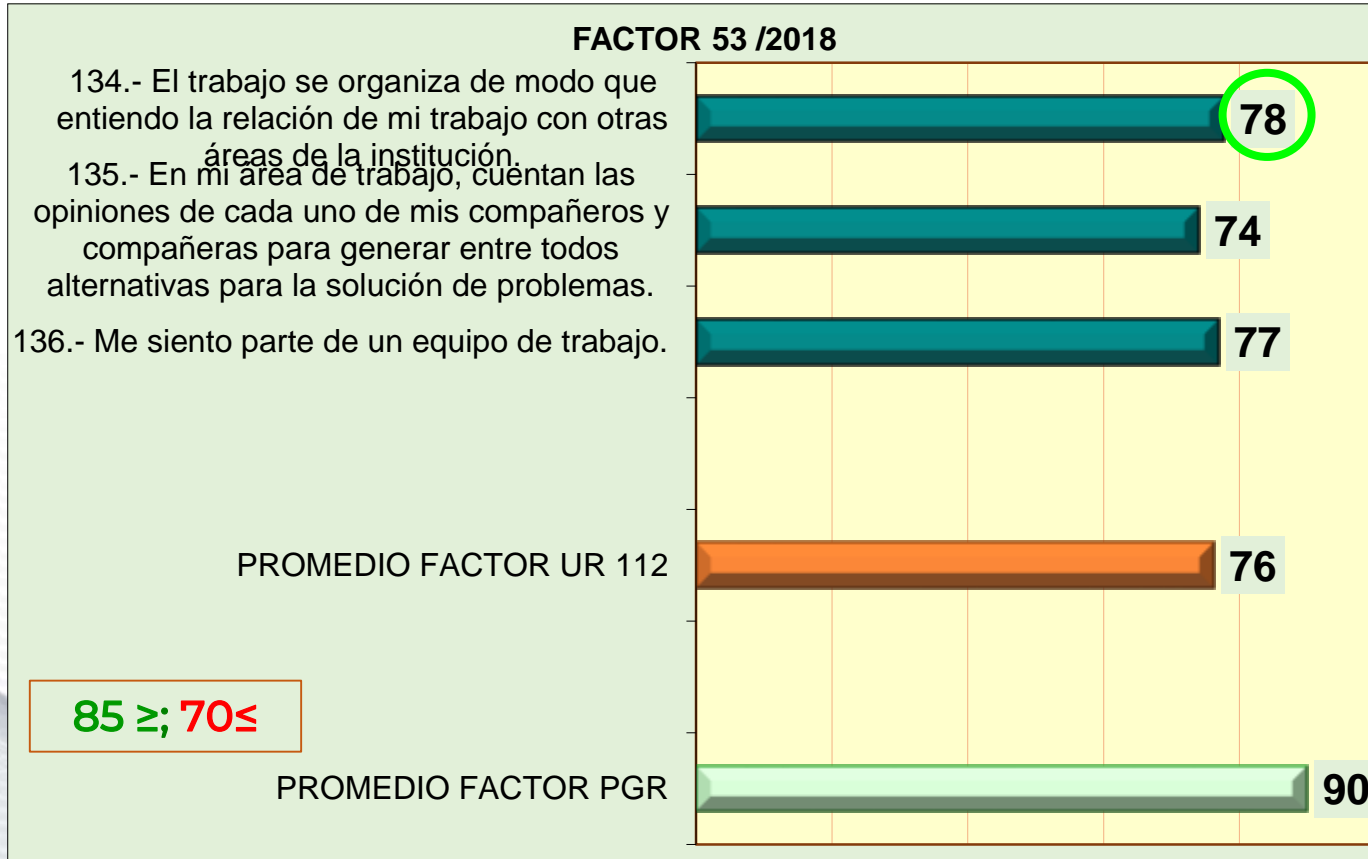 FACTOR 53 /2018
134.- El trabajo se organiza de modo que
entiendo la relación de mi trabajo con otras
áreas de la institución.
78
135.- En mi área de trabajo, cuentan las
opiniones de cada uno de mis compañeros y
compañeras para generar entre todos
alternativas para la solución de problemas.
74
136.- Me siento parte de un equipo de trabajo.
77
PROMEDIO FACTOR UR 112
76
85 ≥; 70≤
PROMEDIO FACTOR PGR
90